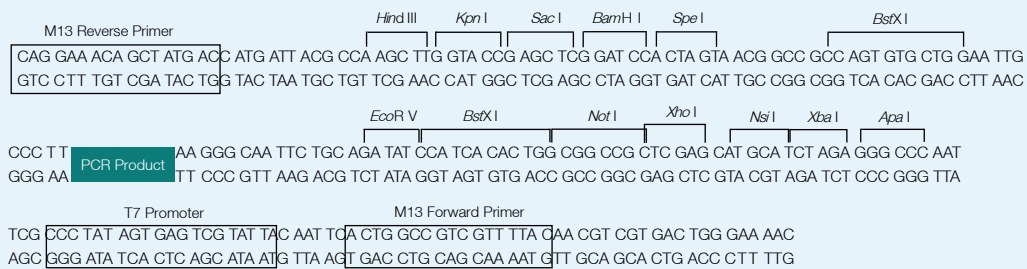 HindIII KpnI SacI BamHI SpeI BstXI
M13 Reverse Primer
CAG GAA ACA GCT ATG ACC ATG ATT ACG CCA AGC TTG GTA CCG AGC TCG GAT CCA CTA GTA ACG GCC GCC AGT GTG CTG GAA TTG
GTC CTT TGT CGA TAC TGG TAC TAA TGC TGT TCG AAC CAT GGC TCG AGC CTA GGT GAT CAT TGC CGG CGG TCA CAC GAC CTT AAC
EcoRV BstXI NotI XhoI NsiI XbaI ApaI
CCC TT PCR Product AA GGG CAA TTC TGC AGA TAT CCA TCA CAC TGG CGG CCG CTC GAG CAT GCA TCT AGA GGG CCC AAT
GGG AA TT CCC GTT AAG ACG TCT ATA GGT AGT GTG ACC GCC GGC GAG CTC GTA CGT AGA TCT CCC GGG TTA
T7 Promoter M13 Forward Primer
TCG CCC TAT AGT GAG TCG TAT TAC AAT TCA CTG GCC GTC GTT TTA CAA CGT CGT GAC TGG GAA AAC
AGC GGG ATA TCA CTC AGC ATA ATG TTA AGT GAC CTG CAG CAA AAT GTT GCA GCA CTG ACC CTT TTG